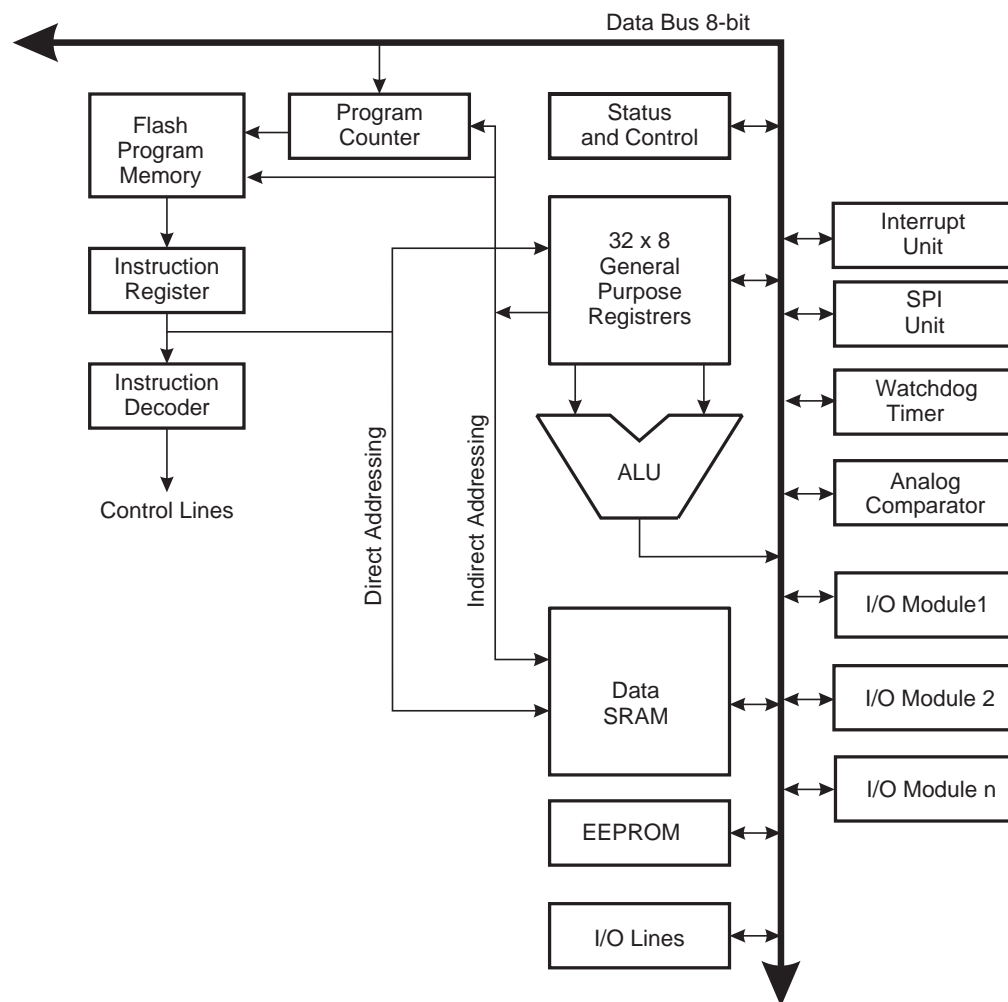 Data Bus 8-bit
Flash
Program
Memory
Program
Counter
Status
and Control
Interrupt
Unit
32 x 8
General
Purpose
Registrers
Instruction
Register
SPI
Unit
Instruction
Decoder
Watchdog
Timer
Direct Addressing
Indirect Addressing
ALU
Analog
Comparator
Control Lines
I/O Module1
Data
SRAM
I/O Module 2
I/O Module n
EEPROM
I/O Lines